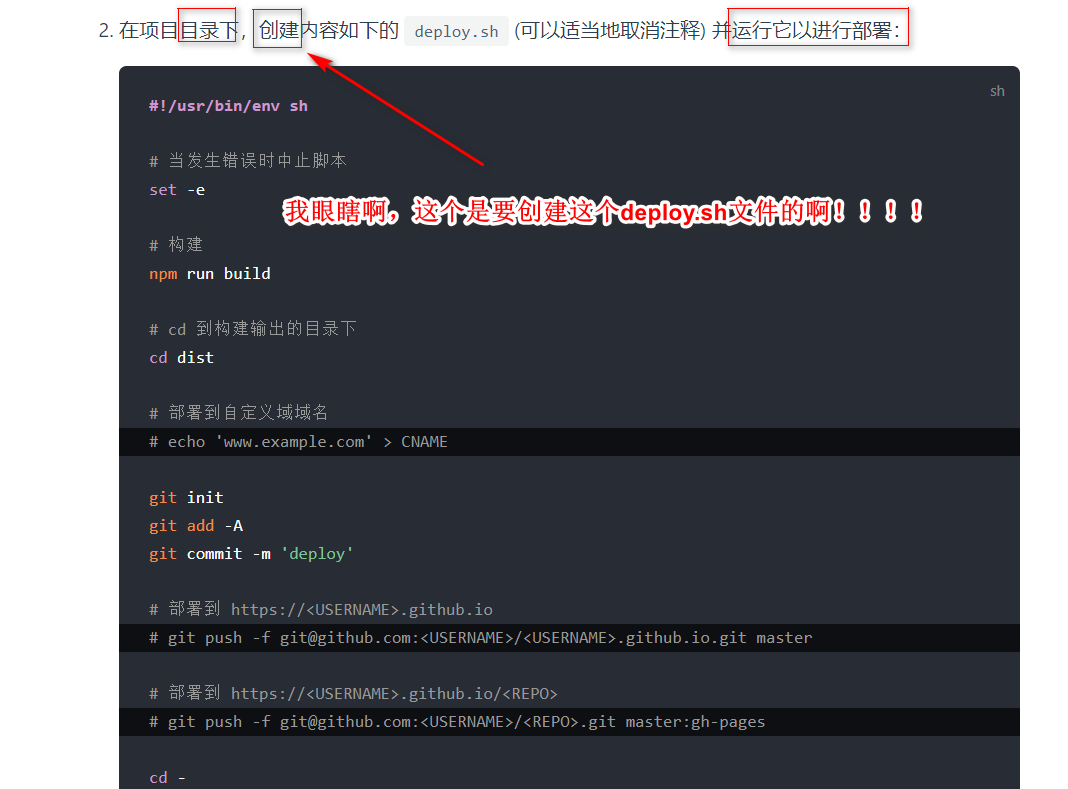 2. 在项目目录下，创建内容如下的 deploy.sh (可以适当地取消注释) 并运行它以进行部署：
sh
#!/usr/bin/env sh
# 当发生错误时中止脚本
set -e
我眼瞎啊，这个是要创建这个deploy.sh文件的啊！！！！
# 构建
npm run build
# cd 到构建输出的目录下
cd dist
# 部署到自定义域域名
# echo 'www.example.com' > CNAME
git init
git add -A
git commit -m 'deploy'
# 部署到 https://<USERNAME>.github.io
# git push -f git@github.com:<USERNAME>/<USERNAME>.github.io.git master
# 部署到 https://<USERNAME>.github.io/<REPO>
# git push -f git@github.com:<USERNAME>/<REPO>.git master:gh-pages
cd -